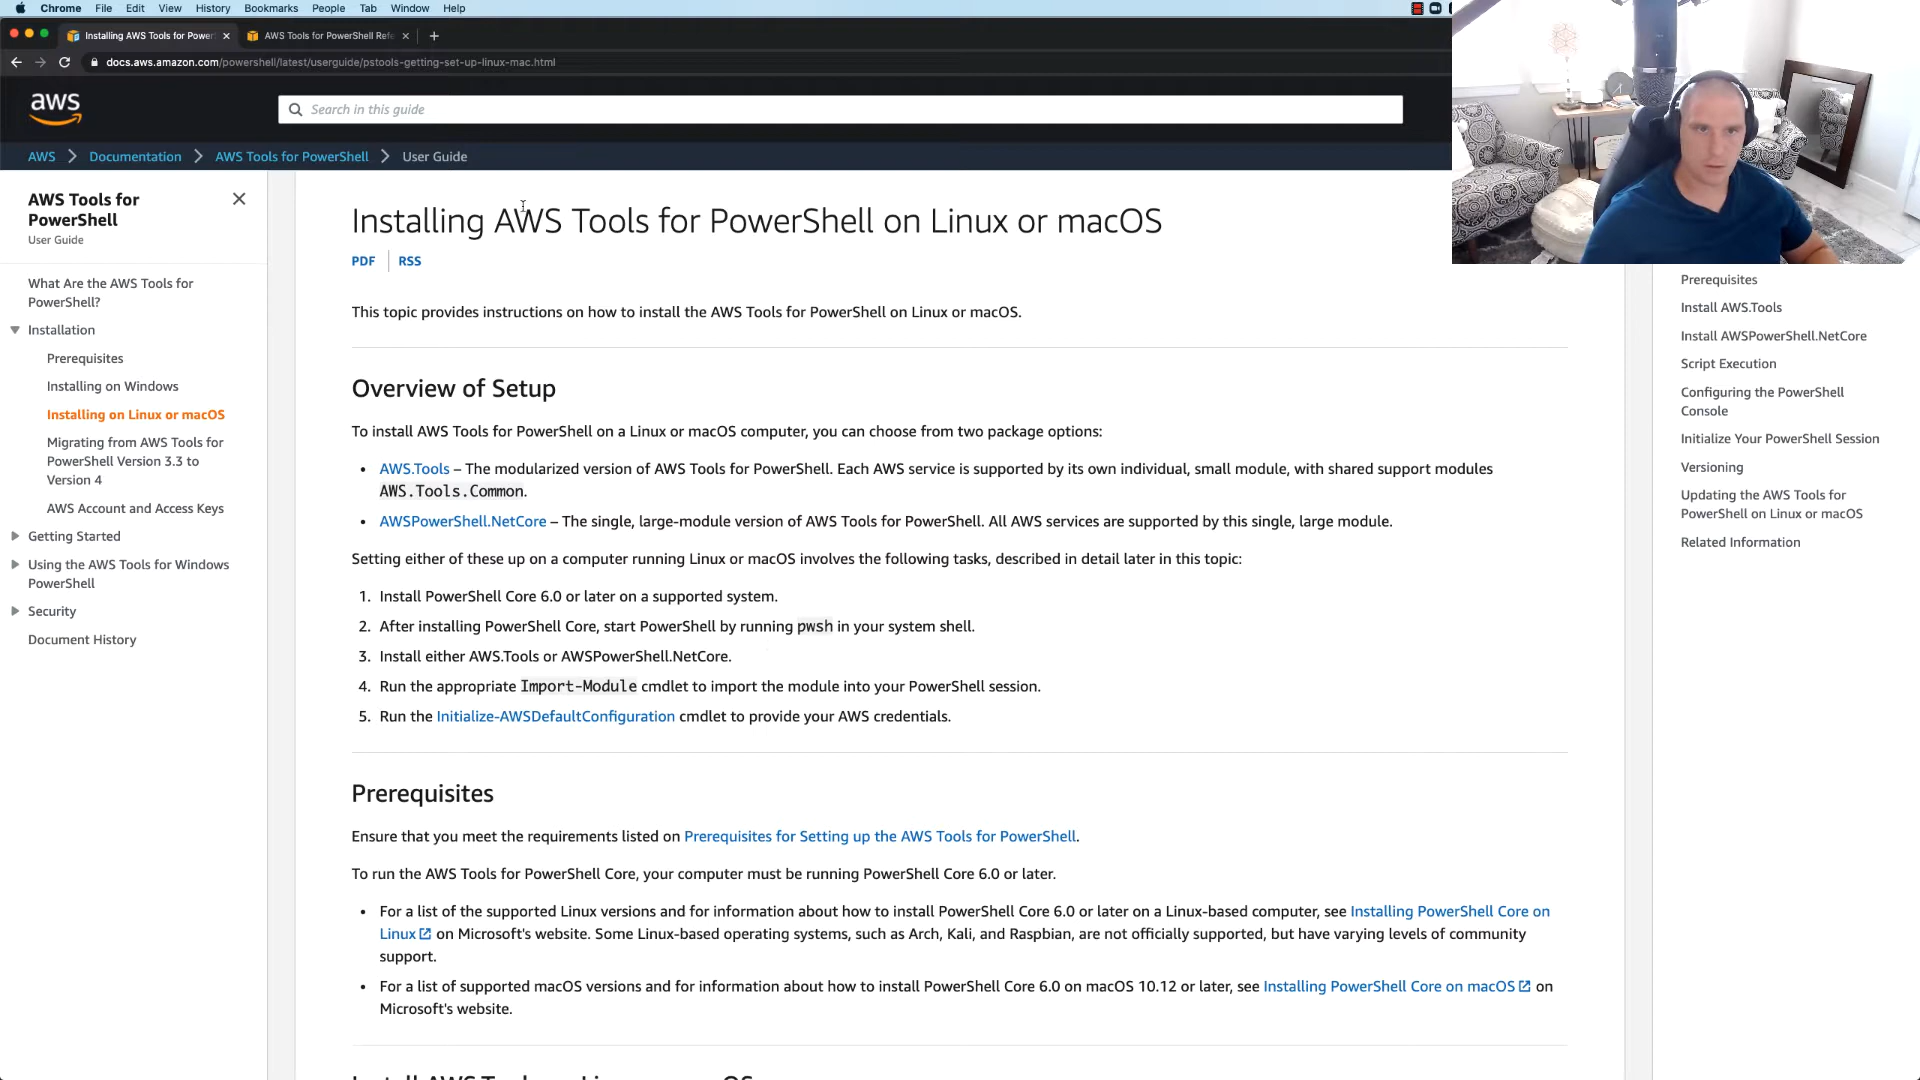 Chrome File Edit View History Bookmarks People Tab Window Help
Installing AWS Tools for Power
AWS Tools for PowerShell Refe
docs.aws.amazon.com/powershell/latest/userguide/pstools-getting-set-up-linux-mac.html
aws
Search in this guide
AWS Documentation AWS Tools for PowerShell User Guide
AWS Tools for
PowerShell
User Guide
What Are the AWS Tools for
PowerShell?
Installation
Prerequisites
Installing on Windows
Installing on Linux or macOS
Migrating from AWS Tools for
PowerShell Version 3.3 to
Version 4
AWS Account and Access Keys
Getting Started
Using the AWS Tools for Windows
PowerShell
Security
Document History
Installing AWS Tools for PowerShell on Linux or macOS
PDF RSS
This topic provides instructions on how to install the AWS Tools for PowerShell on Linux or macOS.
Overview of Setup
To install AWS Tools for PowerShell on a Linux or macOS computer, you can choose from two package options:
• AWS.Tools – The modularized version of AWS Tools for PowerShell. Each AWS service is supported by its own individual, small module, with shared support modules
AWS.Tools.Common.
• AWSPowerShell.NetCore – The single, large-module version of AWS Tools for PowerShell. All AWS services are supported by this single, large module.
Setting either of these up on a computer running Linux or macOS involves the following tasks, described in detail later in this topic:
1. Install PowerShell Core 6.0 or later on a supported system.
2. After installing PowerShell Core, start PowerShell by running pwsh in your system shell.
3. Install either AWS.Tools or AWSPowerShell.NetCore.
4. Run the appropriate Import-Module cmdlet to import the module into your PowerShell session.
5. Run the Initialize-AWSDefaultConfiguration cmdlet to provide your AWS credentials.
Prerequisites
Ensure that you meet the requirements listed on Prerequisites for Setting up the AWS Tools for PowerShell.
To run the AWS Tools for PowerShell Core, your computer must be running PowerShell Core 6.0 or later.
• For a list of the supported Linux versions and for information about how to install PowerShell Core 6.0 or later on a Linux-based computer, see Installing PowerShell Core on
Linux on Microsoft's website. Some Linux-based operating systems, such as Arch, Kali, and Raspbian, are not officially supported, but have varying levels of community
support.
• For a list of supported macOS versions and for information about how to install PowerShell Core 6.0 on macOS 10.12 or later, see Installing PowerShell Core on macOS on
Microsoft's website.
Prerequisites
Install AWS.Tools
Install AWSPowerShell.NetCore
Script Execution
Configuring the PowerShell
Console
Initialize Your PowerShell Session
Versioning
Updating the AWS Tools for
PowerShell on Linux or macOS
Related Information